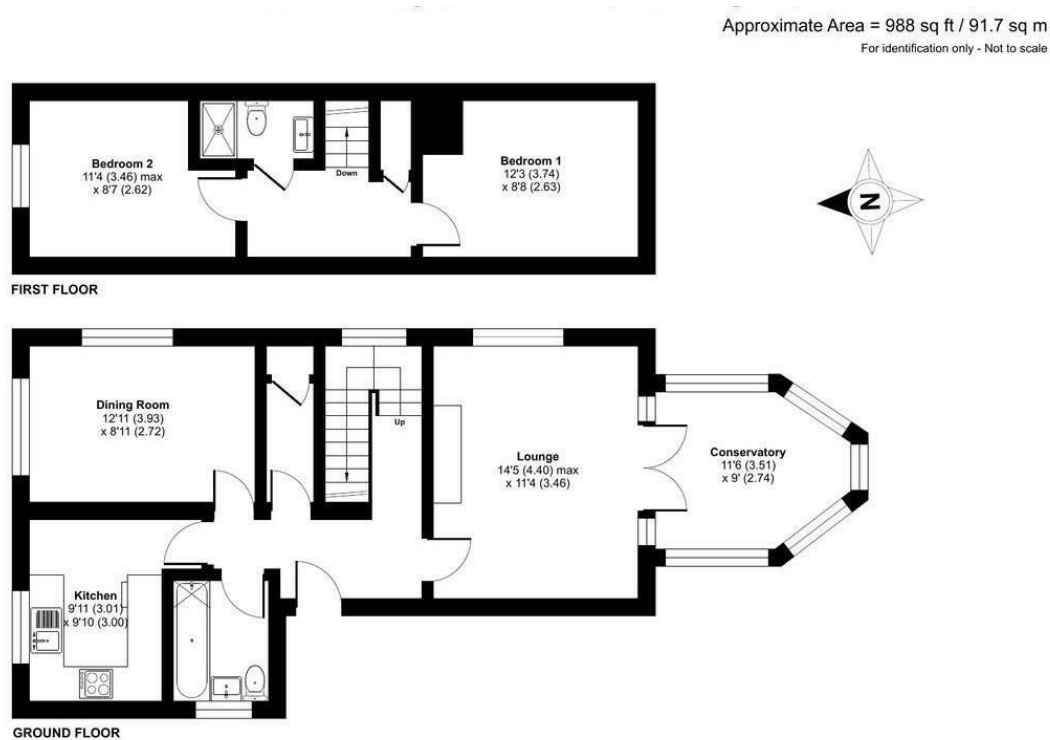 Approximate Area = 988 sq ft / 91.7 sq m
For identification only - Not to scale
Bedroom 2
11'4 (3.46) max
x 8'7 (2.62)
Down
Bedroom 1
12'3 (3.74)
x 8'8 (2.63)
N
FIRST FLOOR
Dining Room
12'11 (3.93)
x 8'11 (2.72)
Up
Lounge
14'5 (4.40) max
x 11'4 (3.46)
Conservatory
11'6 (3.51)
x 9' (2.74)
Kitchen
9'11 (3.01)
x 9'10 (3.00)
GROUND FLOOR